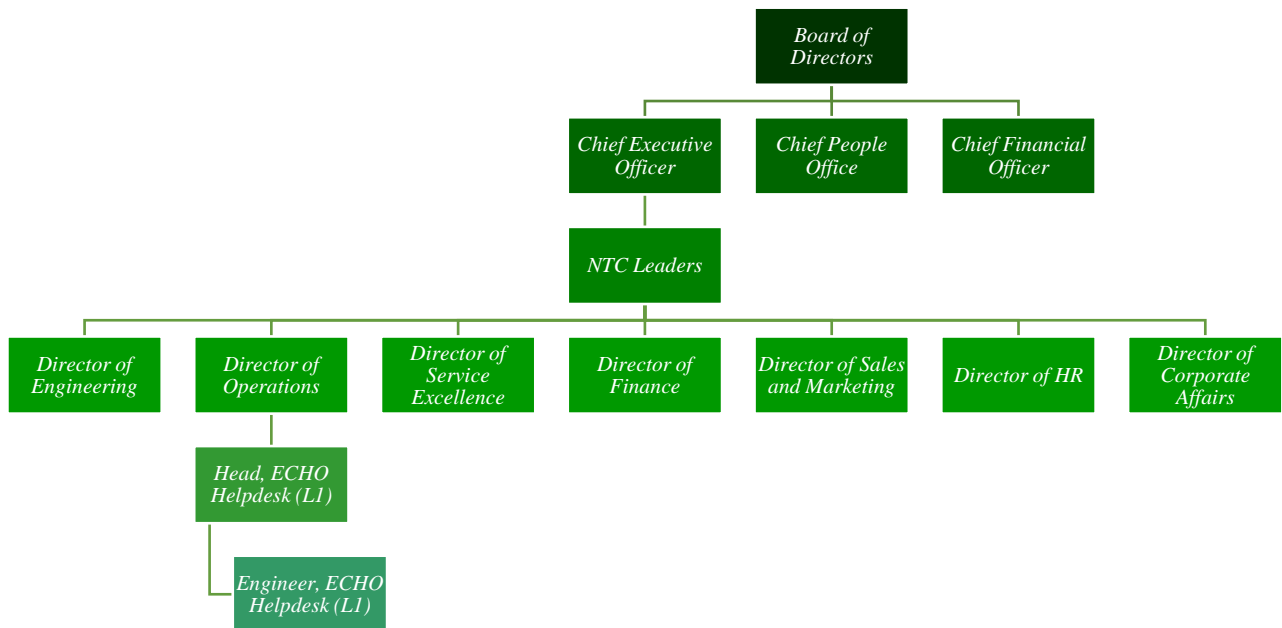 Board of
Directors
Chief Executive
Officer
Chief People
Office
Chief Financial
Officer
NTC Leaders
Director of
Engineering
Director of
Operations
Director of
Service
Excellence
Director of
Finance
Director of Sales
and Marketing
Director of HR
Director of
Corporate
Affairs
Head, ECHO
Helpdesk (L1)
Engineer, ECHO
Helpdesk (L1)